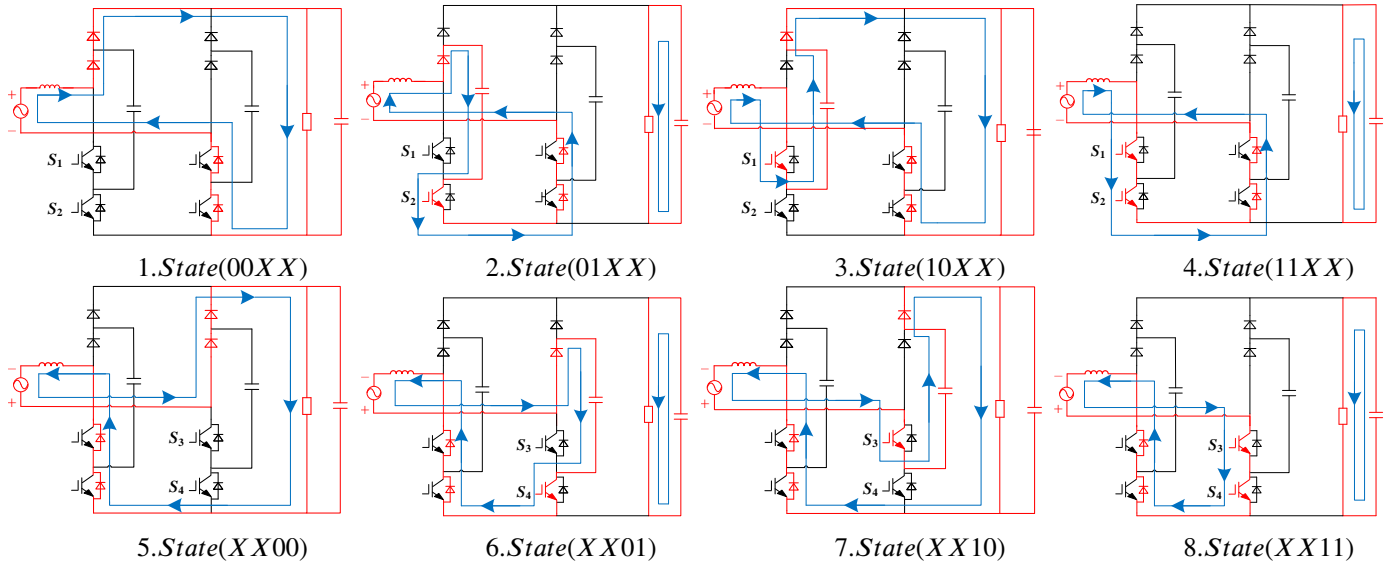 +
−
S1
S2
1.State(00XX)
+
−
S1
S2
2.State(01XX)
+
−
S1
S2
3.State(10XX)
+
−
S1
S2
4.State(11XX)
−
+
S3
S4
5.State(XX00)
−
+
S3
S4
6.State(XX01)
−
+
S3
S4
7.State(XX10)
−
+
S3
S4
8.State(XX11)